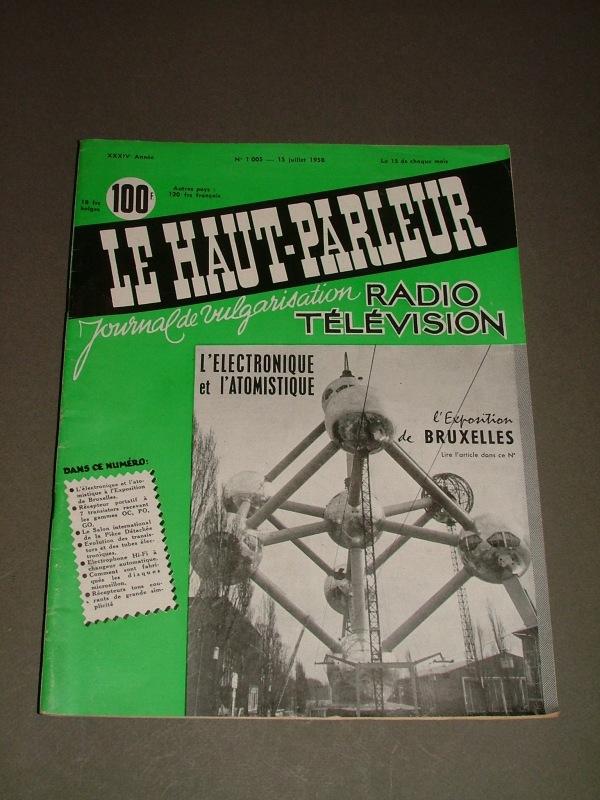 XXXIVᵉ Année
N° 1 005 — 15 juillet 1958
Le 15 de chaque mois
18 frs belges
100F
Autres pays :
120 frs français
LE HAUT-PARLEUR
Journal de vulgarisation
RADIO
TÉLÉVISION
L'ELECTRONIQUE
et l'ATOMISTIQUE
l'Exposition
de BRUXELLES
Lire l'article dans ce N°
DANS CE NUMÉRO:
● L'électronique et l'ato-
mistique à l'Exposition
de Bruxelles.
● Récepteur portatif à
7 transistors recevant
les gammes OC, PO,
GO.
● Le Salon international
de la Pièce Détachée
● Evolution des transis-
tors et des tubes élec-
troniques.
● Electrophone Hi-Fi à
changeur automatique.
● Comment sont fabri-
qués les disques
microsillon.
● Récepteurs tous cou-
rants de grande sim-
plicité